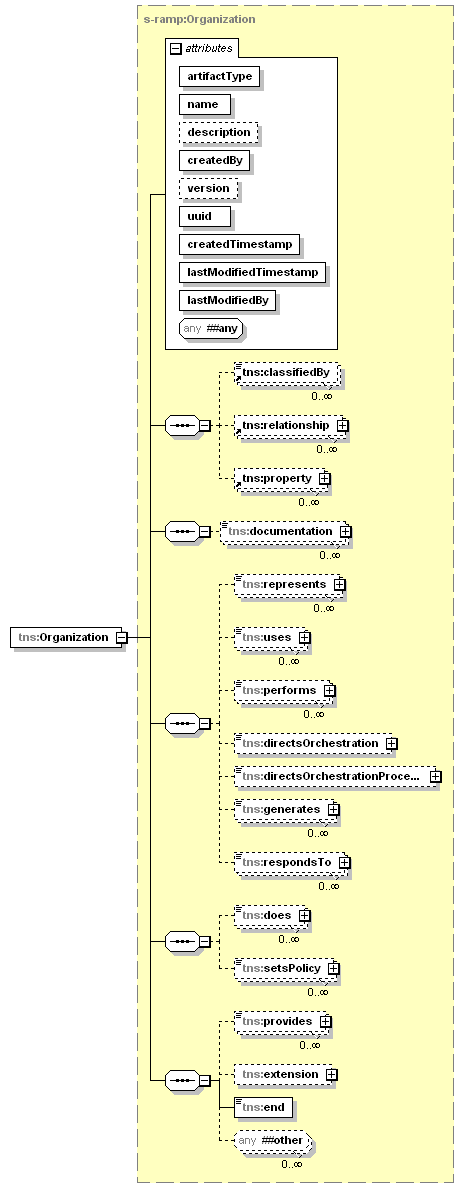 s-ramp:Organization
attributes
artifactType
name
description
createdBy
version
uuid
createdTimestamp
lastModifiedTimestamp
lastModifiedBy
any ##any
tns:classifiedBy
0..∞
tns:relationship
0..∞
tns:property
0..∞
tns:documentation
0..∞
tns:represents
0..∞
tns:uses
0..∞
tns:Organization
tns:performs
0..∞
tns:directsOrchestration
tns:directsOrchestrationProce...
tns:generates
0..∞
tns:respondsTo
0..∞
tns:does
0..∞
tns:setsPolicy
0..∞
tns:provides
0..∞
tns:extension
tns:end
any ##other
0..∞